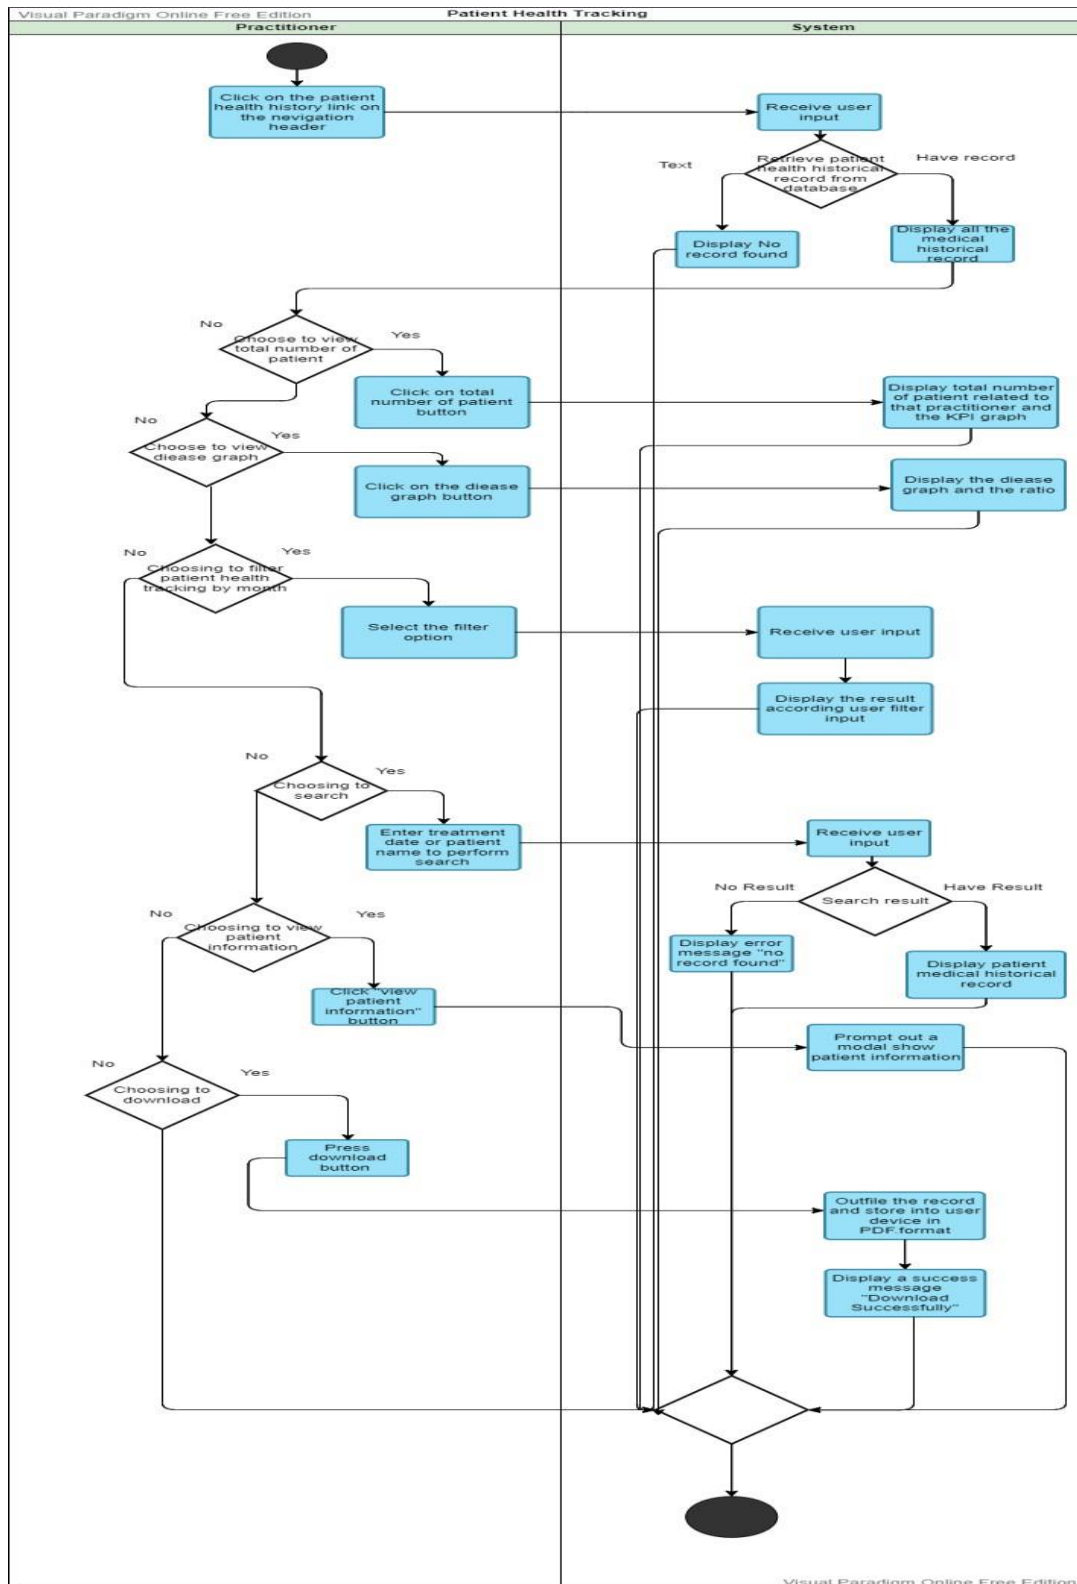 Visual Paradigm Online Free Edition
Patient Health Tracking
Practitioner
System
Click on the patient
health history link on
the nevigation
header
Receive user
input
Text
Retrieve patient
health historical
record from
database
Have record
Display No
record found
Display all the
medical
historical
record
No
Choose to view
total number of
patient
Yes
Click on total
number of patient
button
Display total number
of patient related to
that practitioner and
the KPI graph
No
Choose to view
diease graph
Yes
Click on the diease
graph button
Display the diease
graph and the ratio
No
Choosing to filter
patient health
tracking by month
Yes
Select the filter
option
Receive user input
Display the result
according user filter
input
No
Choosing to
search
Yes
Enter treatment
date or patient
name to perform
search
Receive user
input
No Result
Search result
Have Result
Display error
message "no
record found"
Display patient
medical historical
record
No
Choosing to view
patient
information
Yes
Click "view
patient
information"
button
Prompt out a
modal show
patient information
No
Choosing to
download
Yes
Press
download
button
Outfile the record
and store into user
device in
PDF.format
Display a success
message
"Download
Successfully"
Visual Paradigm Online Free Edition